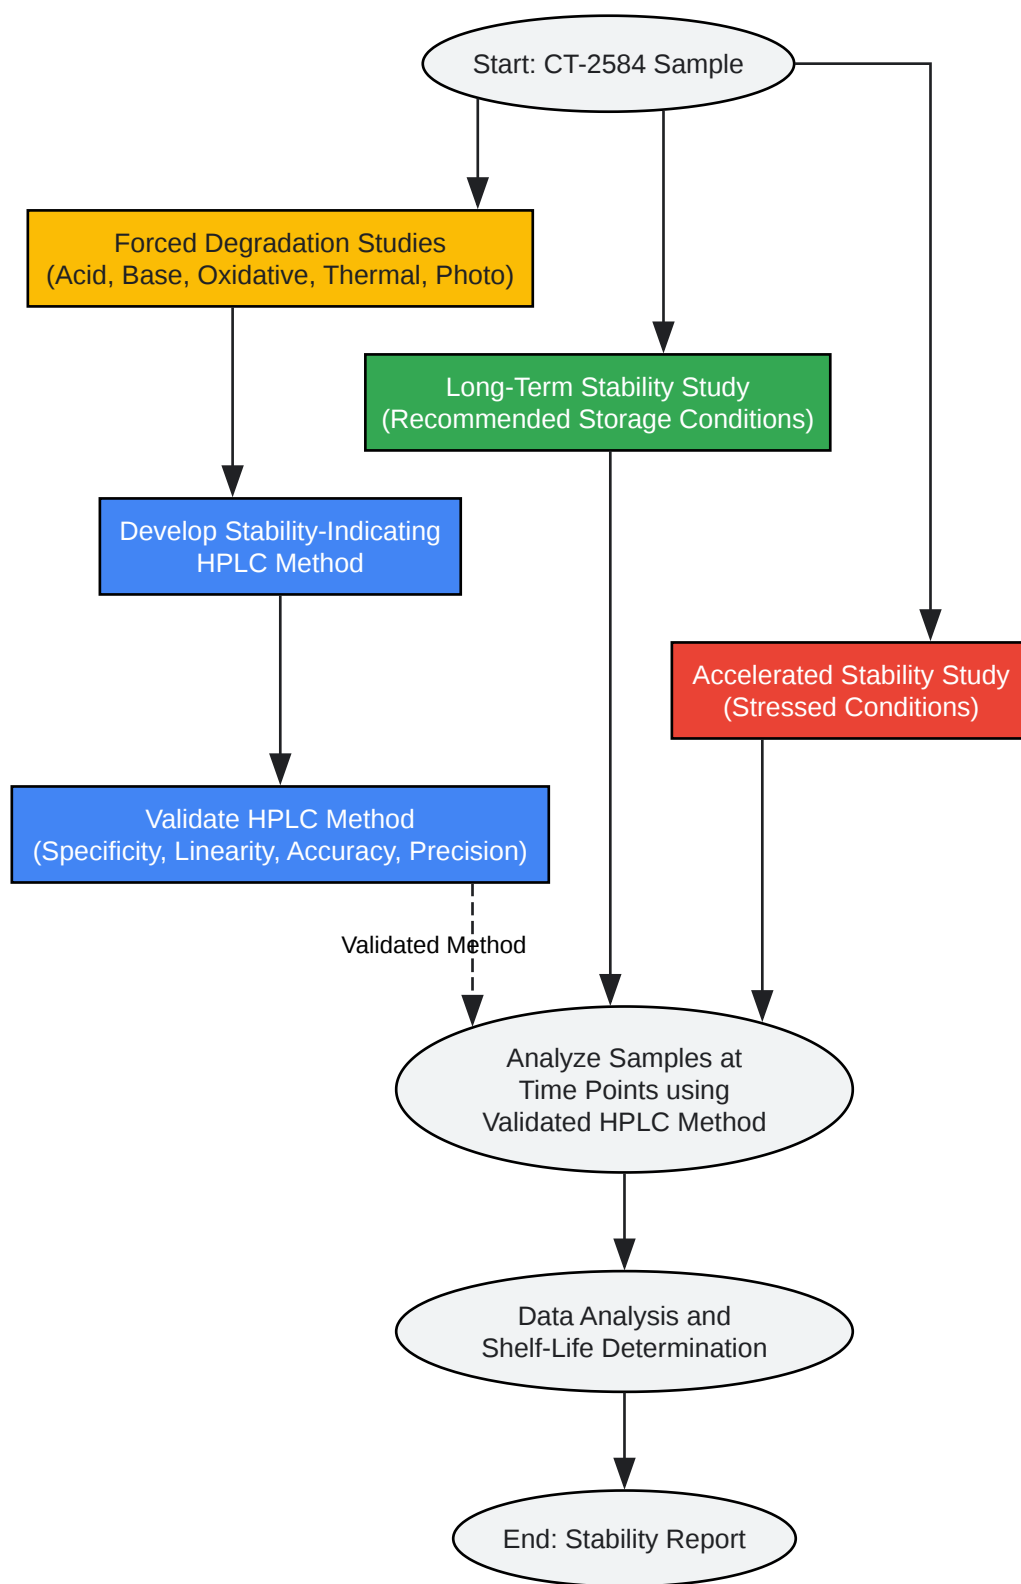 Start: CT-2584 Sample
Forced Degradation Studies
(Acid, Base, Oxidative, Thermal, Photo)
Long-Term Stability Study
(Recommended Storage Conditions)
Develop Stability-Indicating
HPLC Method
Accelerated Stability Study
(Stressed Conditions)
Validate HPLC Method
(Specificity, Linearity, Accuracy, Precision)
Validated Method
Analyze Samples at
Time Points using
Validated HPLC Method
Data Analysis and
Shelf-Life Determination
End: Stability Report